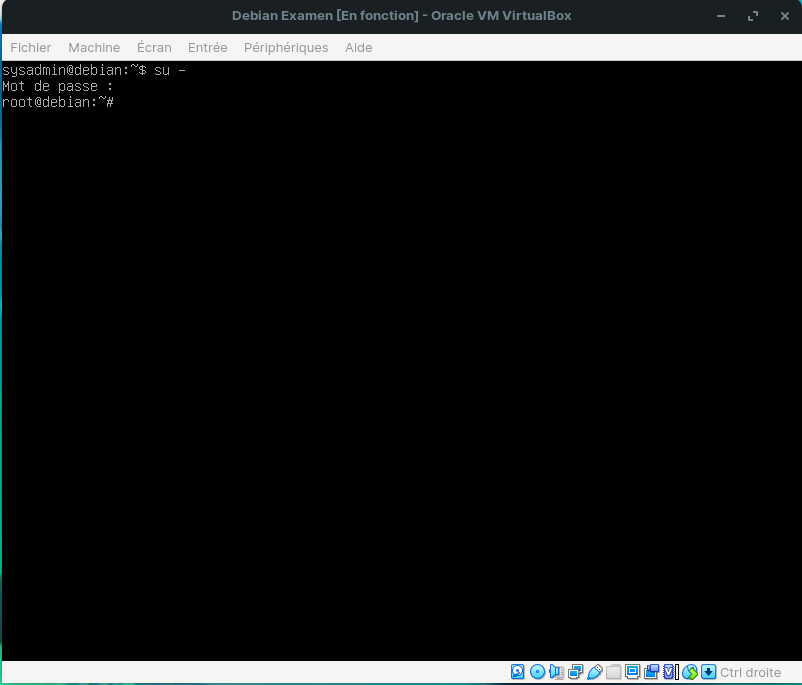 Debian Examen [En fonction] - Oracle VM VirtualBox
Fichier Machine Écran Entrée Périphériques Aide
sysadmin@debian:~$ su -
Mot de passe :
root@debian:~#
Ctrl droite